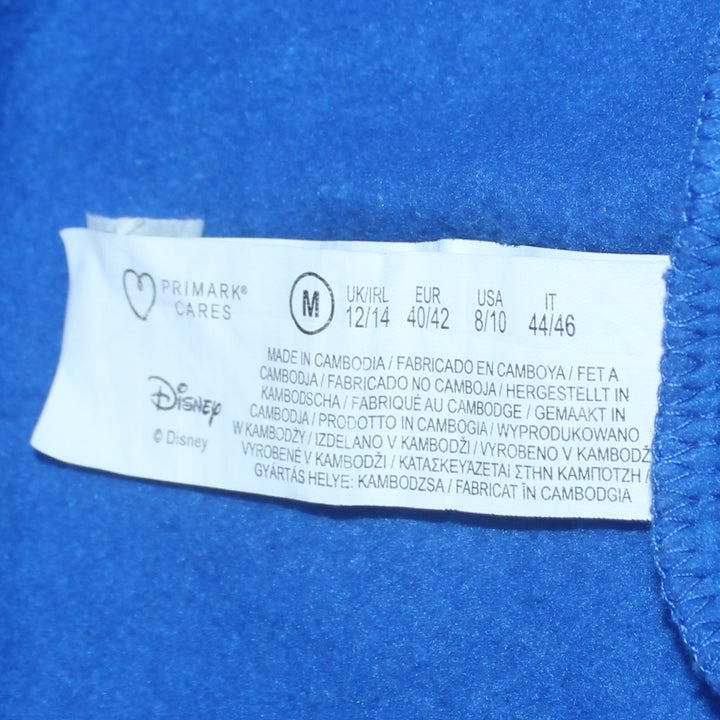 PRIMARK®
CARES
M
UK/IRL EUR USA IT
12/14 40/42 8/10 44/46
MADE IN CAMBODIA / FABRICADO EN CAMBOYA / FET A
CAMBODJA / FABRICADO NO CAMBOJA / HERGESTELLT IN
KAMBODSCHA / FABRIQUÉ AU CAMBODGE / GEMAAKT IN
CAMBODJA / PRODOTTO IN CAMBOGIA / WYPRODUKOWANO
W KAMBODŻY / IZDELANO V KAMBODŽI / VYROBENO V KAMBODŽI
VYROBENÉ V KAMBODŽI / ΚΑΤΑΣΚΕΥΑΖΕΤΑΙ ΣΤΗΝ ΚΑΜΠΟΤΖΗ /
GYÁRTÁS HELYE: KAMBODZSA / FABRICAT ÎN CAMBODGIA
Disney
© Disney